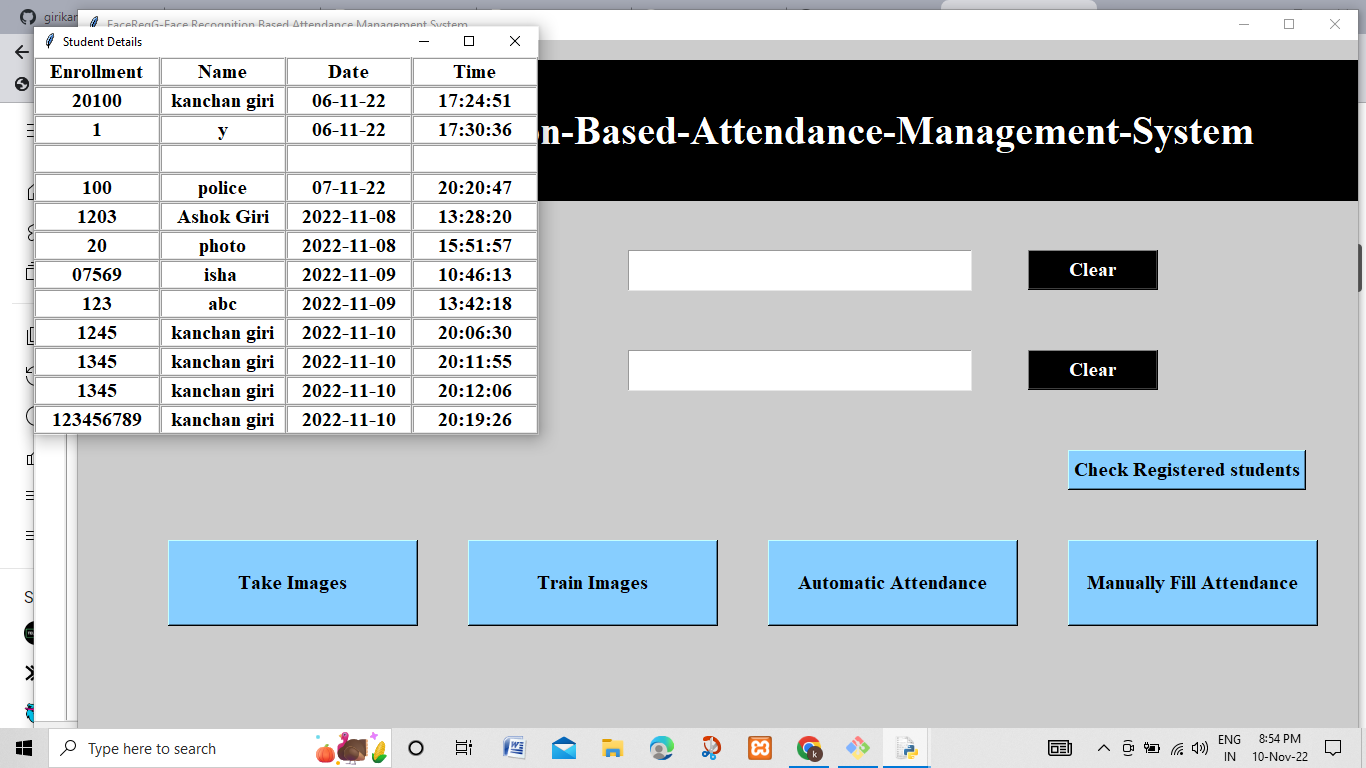 girikar
FaceRegG-Face Recognition Based Attendance Management System
Student Details
Enrollment Name Date Time
20100 kanchan giri 06-11-22 17:24:51
1 y 06-11-22 17:30:36
100 police 07-11-22 20:20:47
1203 Ashok Giri 2022-11-08 13:28:20
20 photo 2022-11-08 15:51:57
07569 isha 2022-11-09 10:46:13
123 abc 2022-11-09 13:42:18
1245 kanchan giri 2022-11-10 20:06:30
1345 kanchan giri 2022-11-10 20:11:55
1345 kanchan giri 2022-11-10 20:12:06
123456789 kanchan giri 2022-11-10 20:19:26
n-Based-Attendance-Management-System
Clear
Clear
Check Registered students
Take Images Train Images Automatic Attendance Manually Fill Attendance
S
Type here to search
ENG
IN
8:54 PM
10-Nov-22